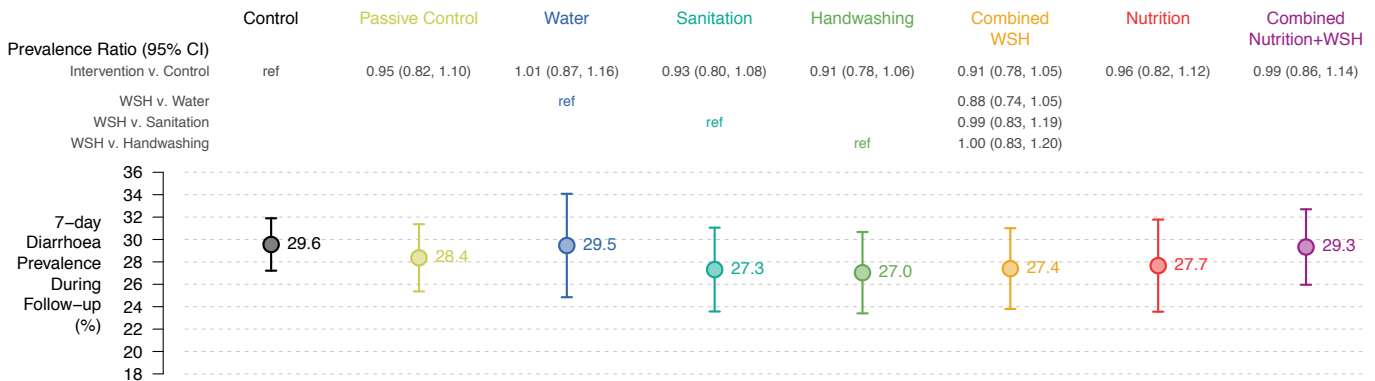 Control Passive Control Water Sanitation Handwashing Combined WSH Nutrition Combined Nutrition+WSH
Prevalence Ratio (95% CI)
Intervention v. Control ref 0.95 (0.82, 1.10) 1.01 (0.87, 1.16) 0.93 (0.80, 1.08) 0.91 (0.78, 1.06) 0.91 (0.78, 1.05) 0.96 (0.82, 1.12) 0.99 (0.86, 1.14)
WSH v. Water ref 0.88 (0.74, 1.05)
WSH v. Sanitation ref 0.99 (0.83, 1.19)
WSH v. Handwashing ref 1.00 (0.83, 1.20)
7−day
Diarrhoea
Prevalence
During
Follow−up
(%)
36
34
32
30
28
26
24
22
20
18
29.6
28.4
29.5
27.3
27.0
27.4
27.7
29.3